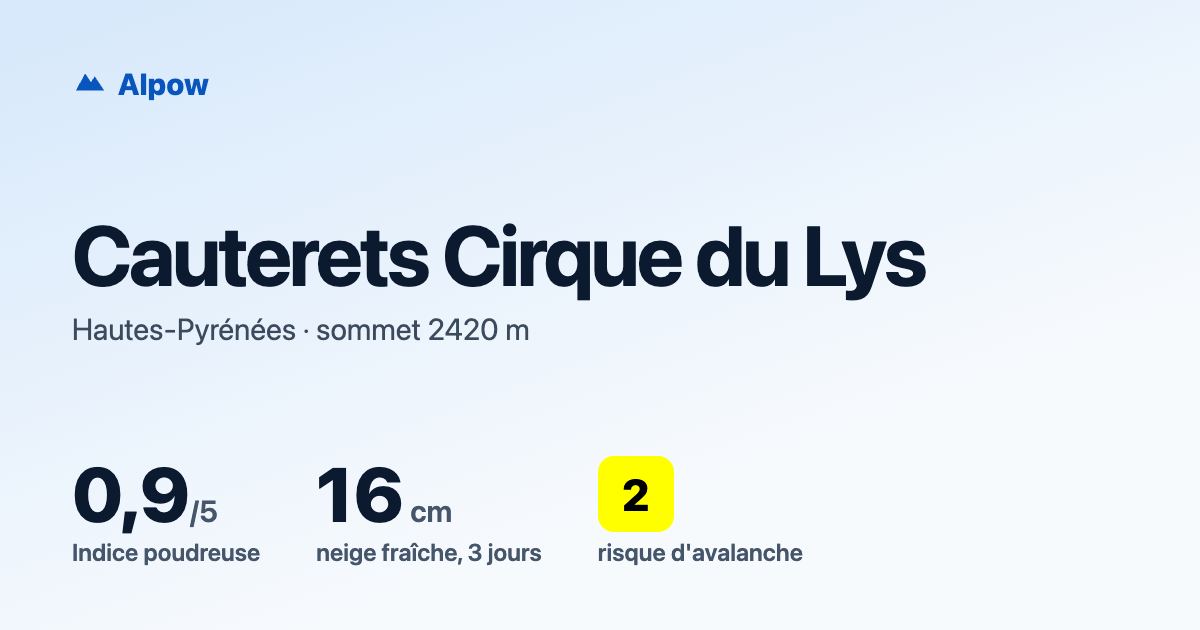 Alpow
Cauterets Cirque du Lys
Hautes-Pyrénées · sommet 2420 m
0,9/5
Indice poudreuse
16 cm
neige fraîche, 3 jours
2
risque d'avalanche